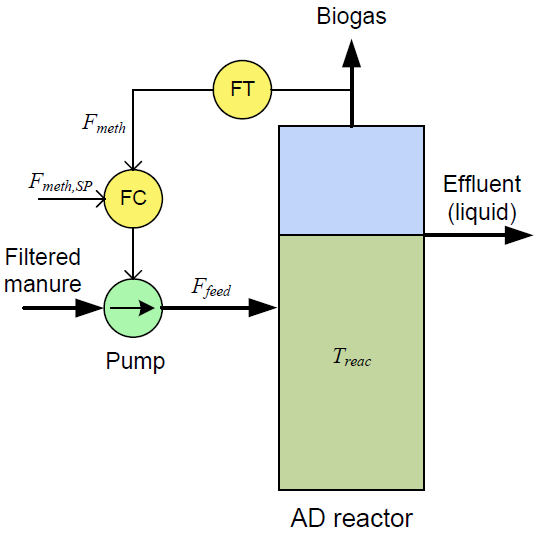 Biogas
FT
F_meth
F_meth,SP
FC
Effluent
(liquid)
Filtered
manure
F_feed
Pump
T_reac
AD reactor